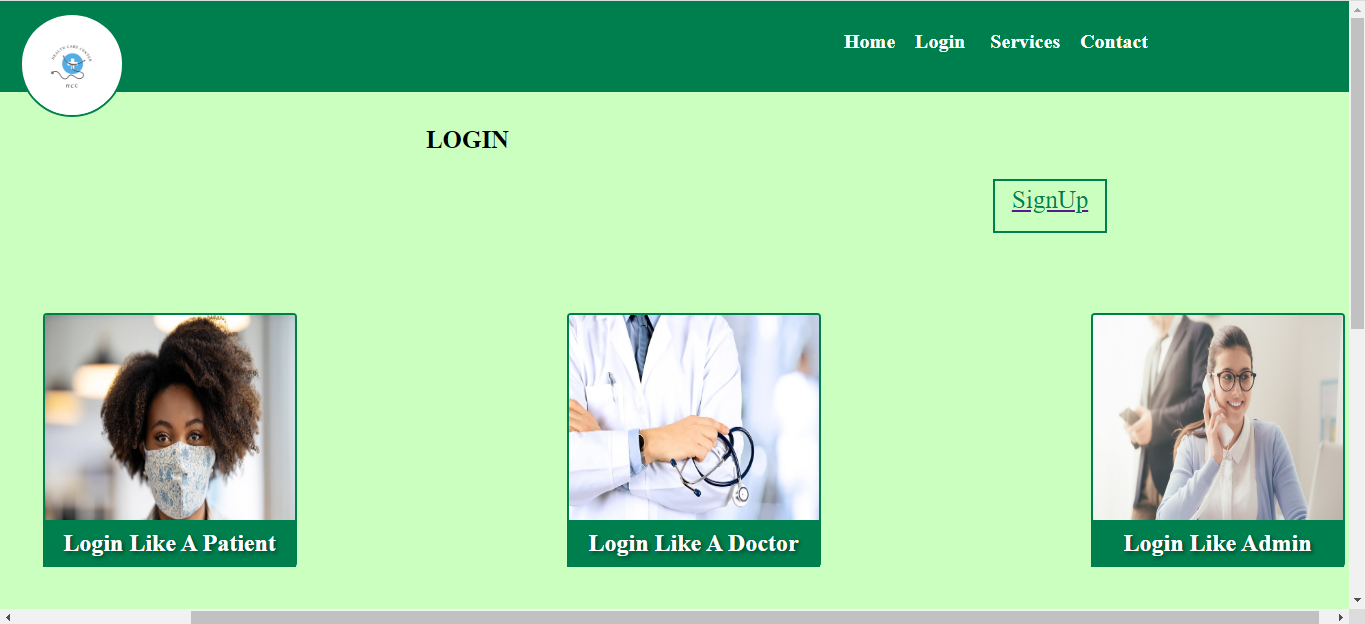 HEALTH CARE CENTER
HCC
Home Login Services Contact
LOGIN
SignUp
Login Like A Patient
Login Like A Doctor
Login Like Admin